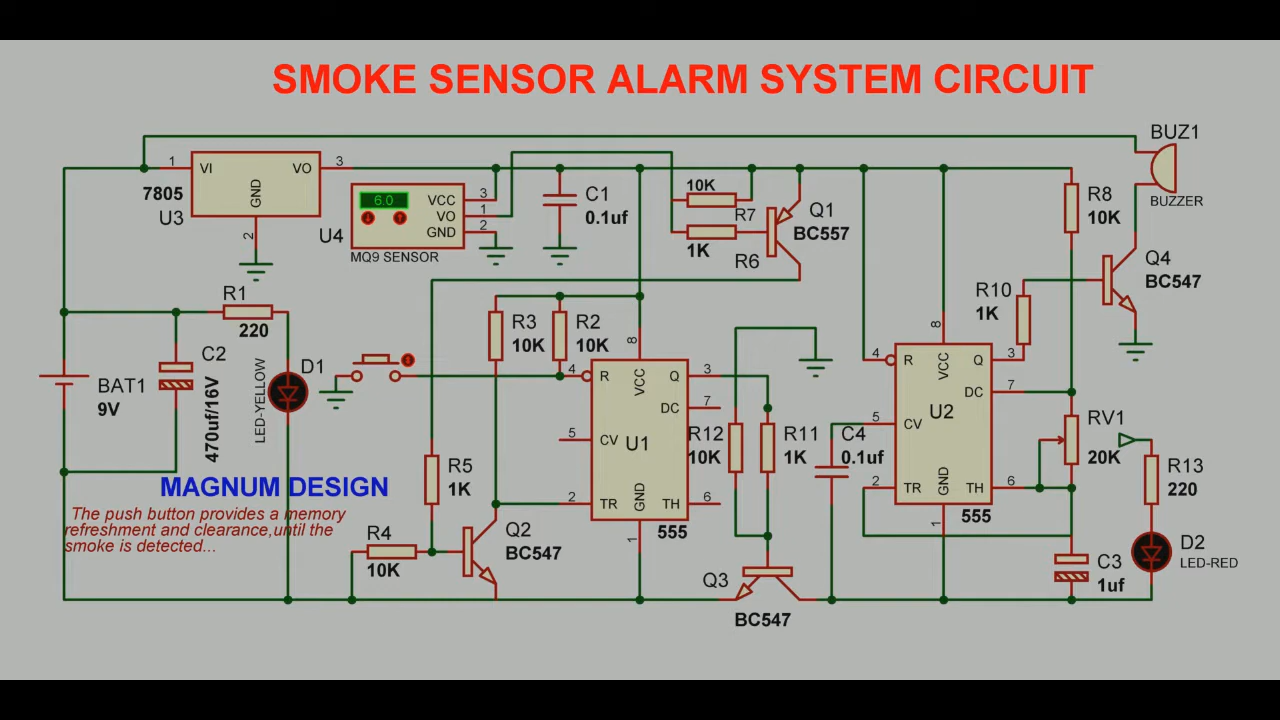 SMOKE SENSOR ALARM SYSTEM CIRCUIT
BUZ1
BUZZER
1
VI
VO
3
GND
2
7805
U3
6.0
VCC
VO
GND
3
1
2
U4
MQ9 SENSOR
C1
0.1uf
10K
R7
1K
R6
Q1
BC557
R8
10K
Q4
BC547
R10
1K
R1
220
C2
470uf/16V
D1
LED-YELLOW
BAT1
9V
R3
10K
R2
10K
8
4
R
VCC
Q
3
DC
7
5
CV
U1
2
TR
GND
TH
6
1
555
R12
10K
R11
1K
C4
0.1uf
8
4
R
VCC
Q
3
DC
7
5
CV
U2
2
TR
GND
TH
6
1
555
RV1
20K
R13
220
D2
LED-RED
C3
1uf
R5
1K
R4
10K
Q2
BC547
Q3
BC547
MAGNUM DESIGN
The push button provides a memory
refreshment and clearance,until the
smoke is detected...